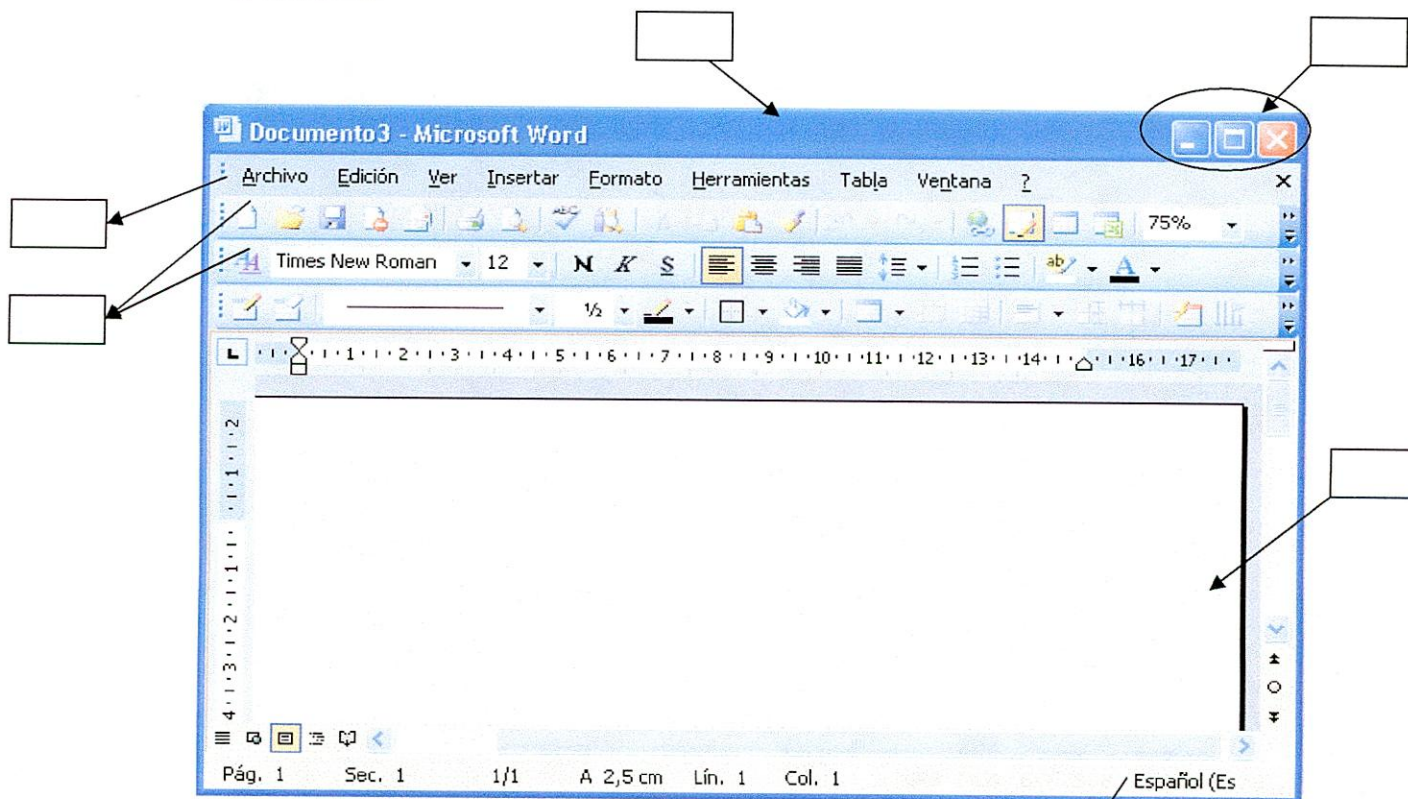 Documento3 - Microsoft Word
Archivo Edición Ver Insertar Formato Herramientas Tabla Ventana ?
75%
Times New Roman 12 N K S
½
1 2 3 4 5 6 7 8 9 10 11 12 13 14 16 17
2
1
1
2
3
4
Pág. 1 Sec. 1 1/1 A 2,5 cm Lín. 1 Col. 1 Español (Es